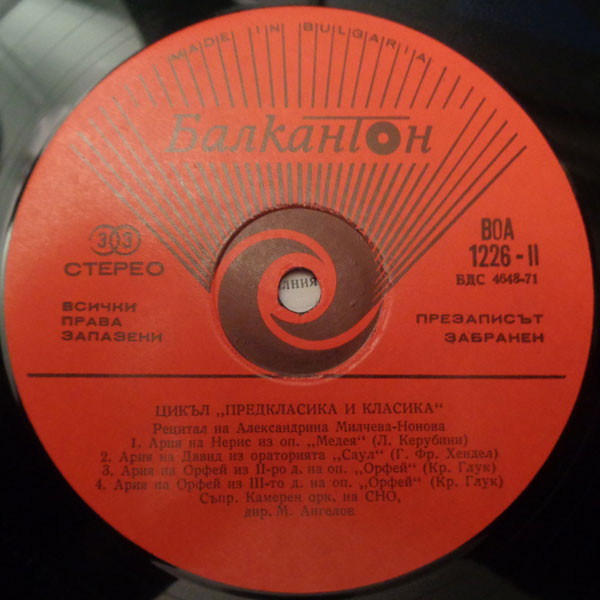 MADE IN BULGARIA
Балкантон
303
СТЕРЕО
ВСИЧКИ
ПРАВА
ЗАПАЗЕНИ
ВОА
1226 - II
БДС 4648-71
ПРЕЗАПИСЪТ
ЗАБРАНЕН
ЛНИЯ
ЦИКЪЛ „ПРЕДКЛАСИКА И КЛАСИКА“
Рецитал на Александрина Милчева-Нонова
1. Ария на Нерис из оп. „Медея“ (Л. Керубини)
2. Ария на Давид из ораторията „Саул“ (Г. Фр. Хендел)
3. Ария на Орфей из II-ро д. на оп. „Орфей“ (Кр. Глук)
4. Ария на Орфей из III-то д. на оп. „Орфей“ (Кр. Глук)
Съпр. Камерен орк. на СНО,
дир. М. Ангелов